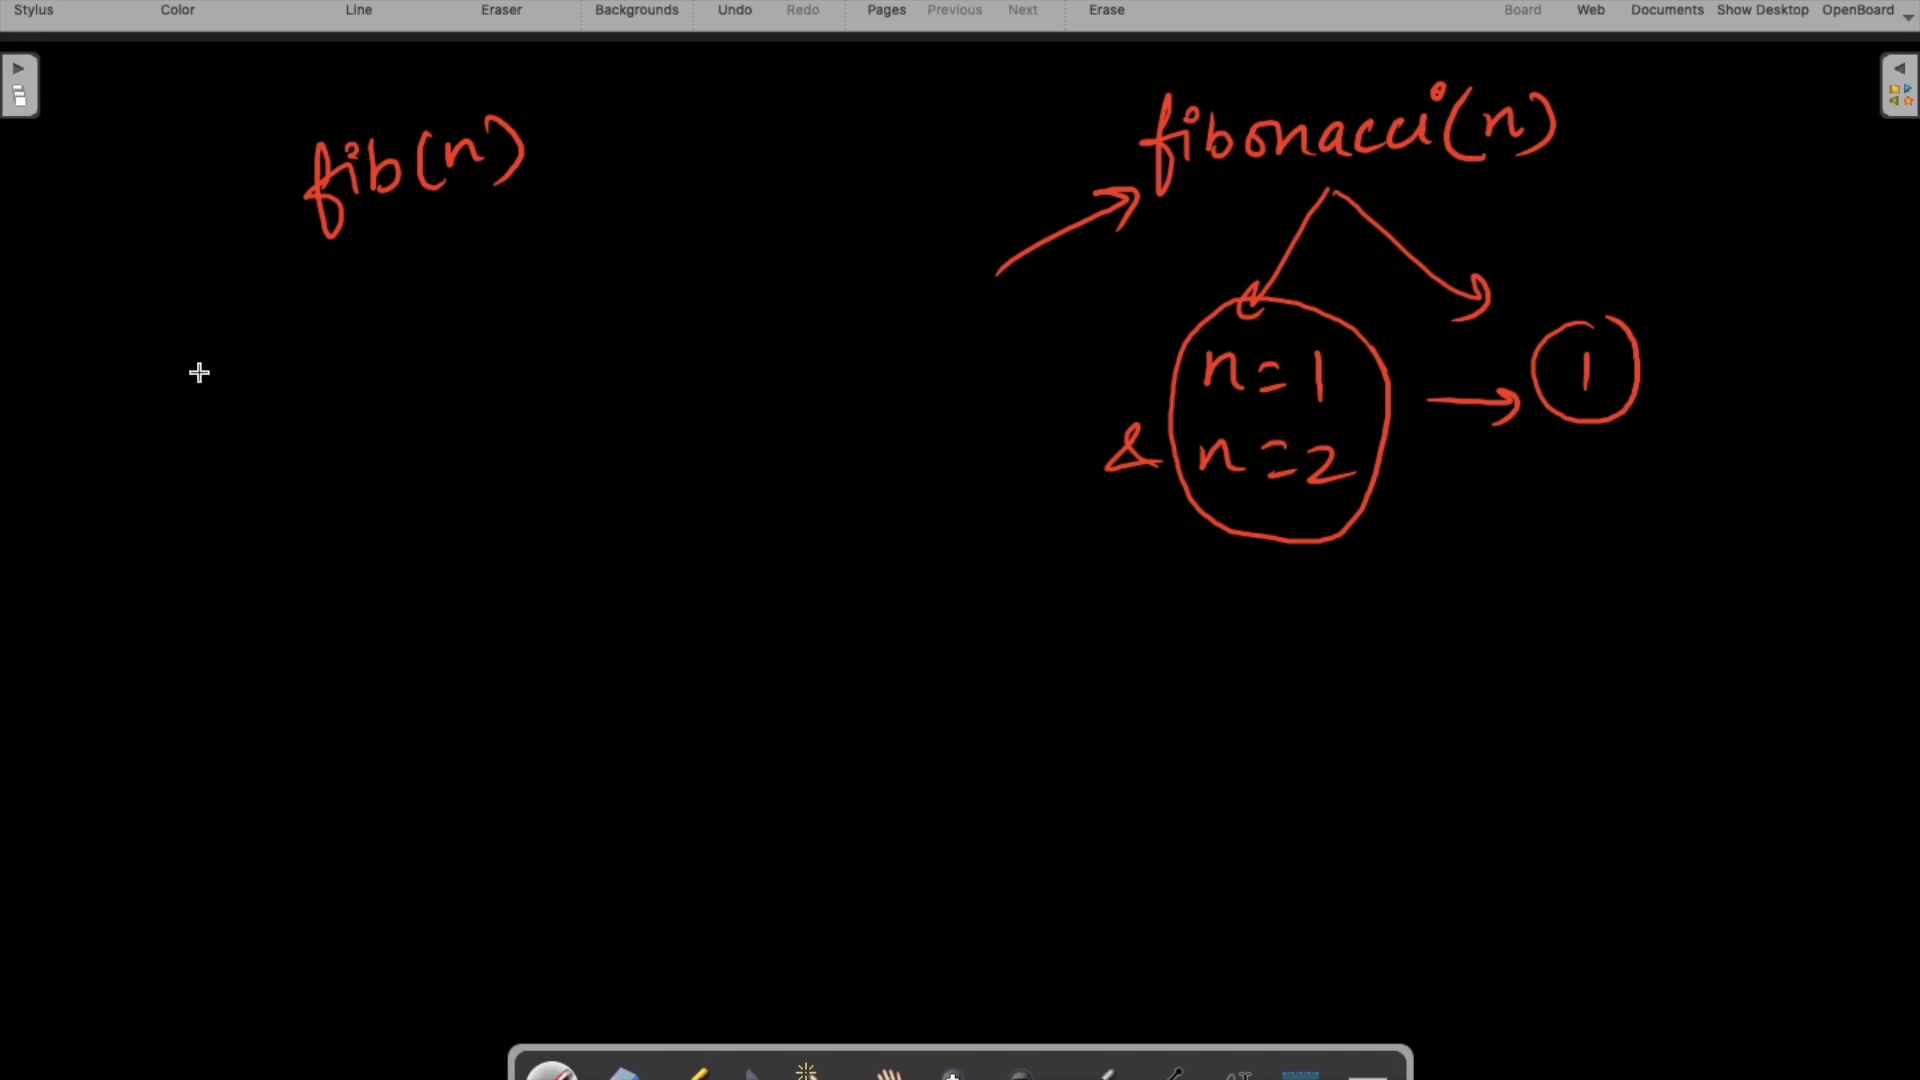 Stylus Color Line Eraser Backgrounds Undo Redo Pages Previous Next Erase Board Web Documents Show Desktop OpenBoard
fib(n)
fibonacci(n)
n=1
→ 1
& n=2